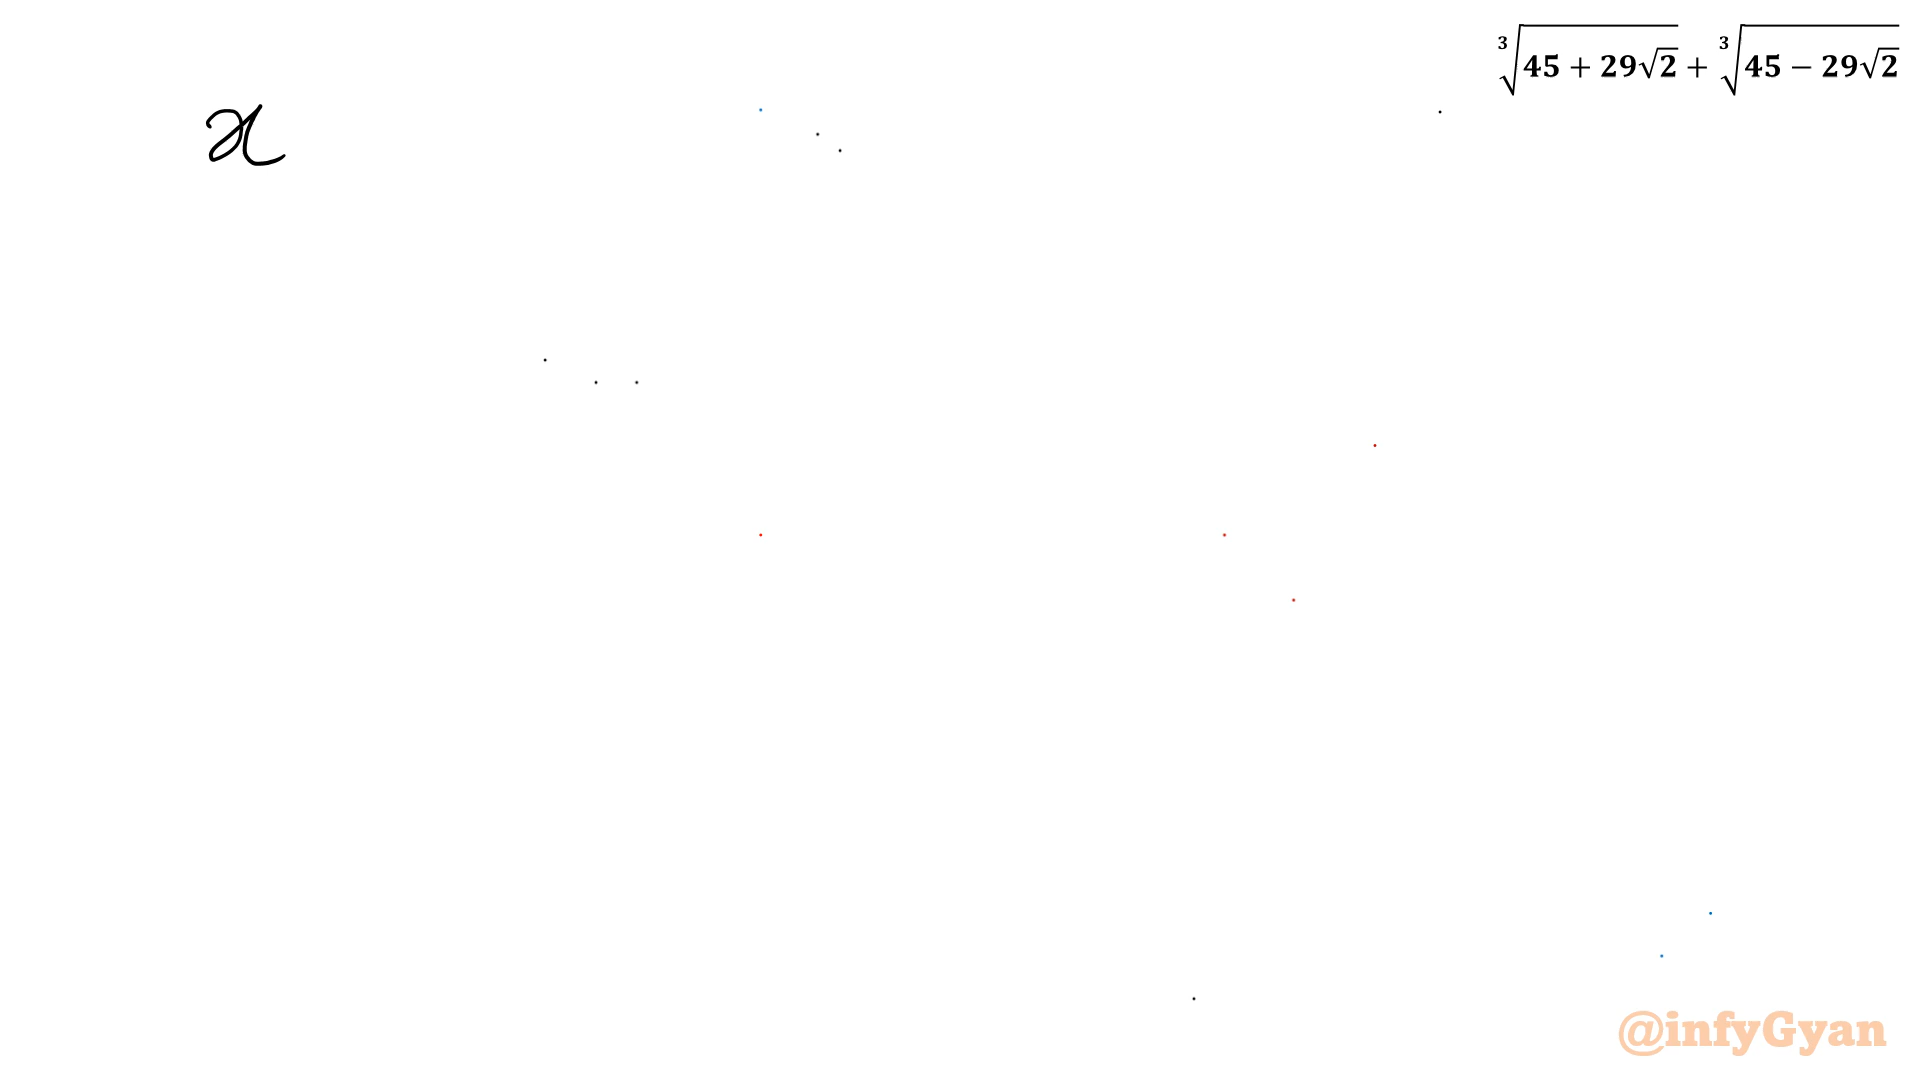 ∛(45 + 29√2) + ∛(45 − 29√2)
x
@infyGyan